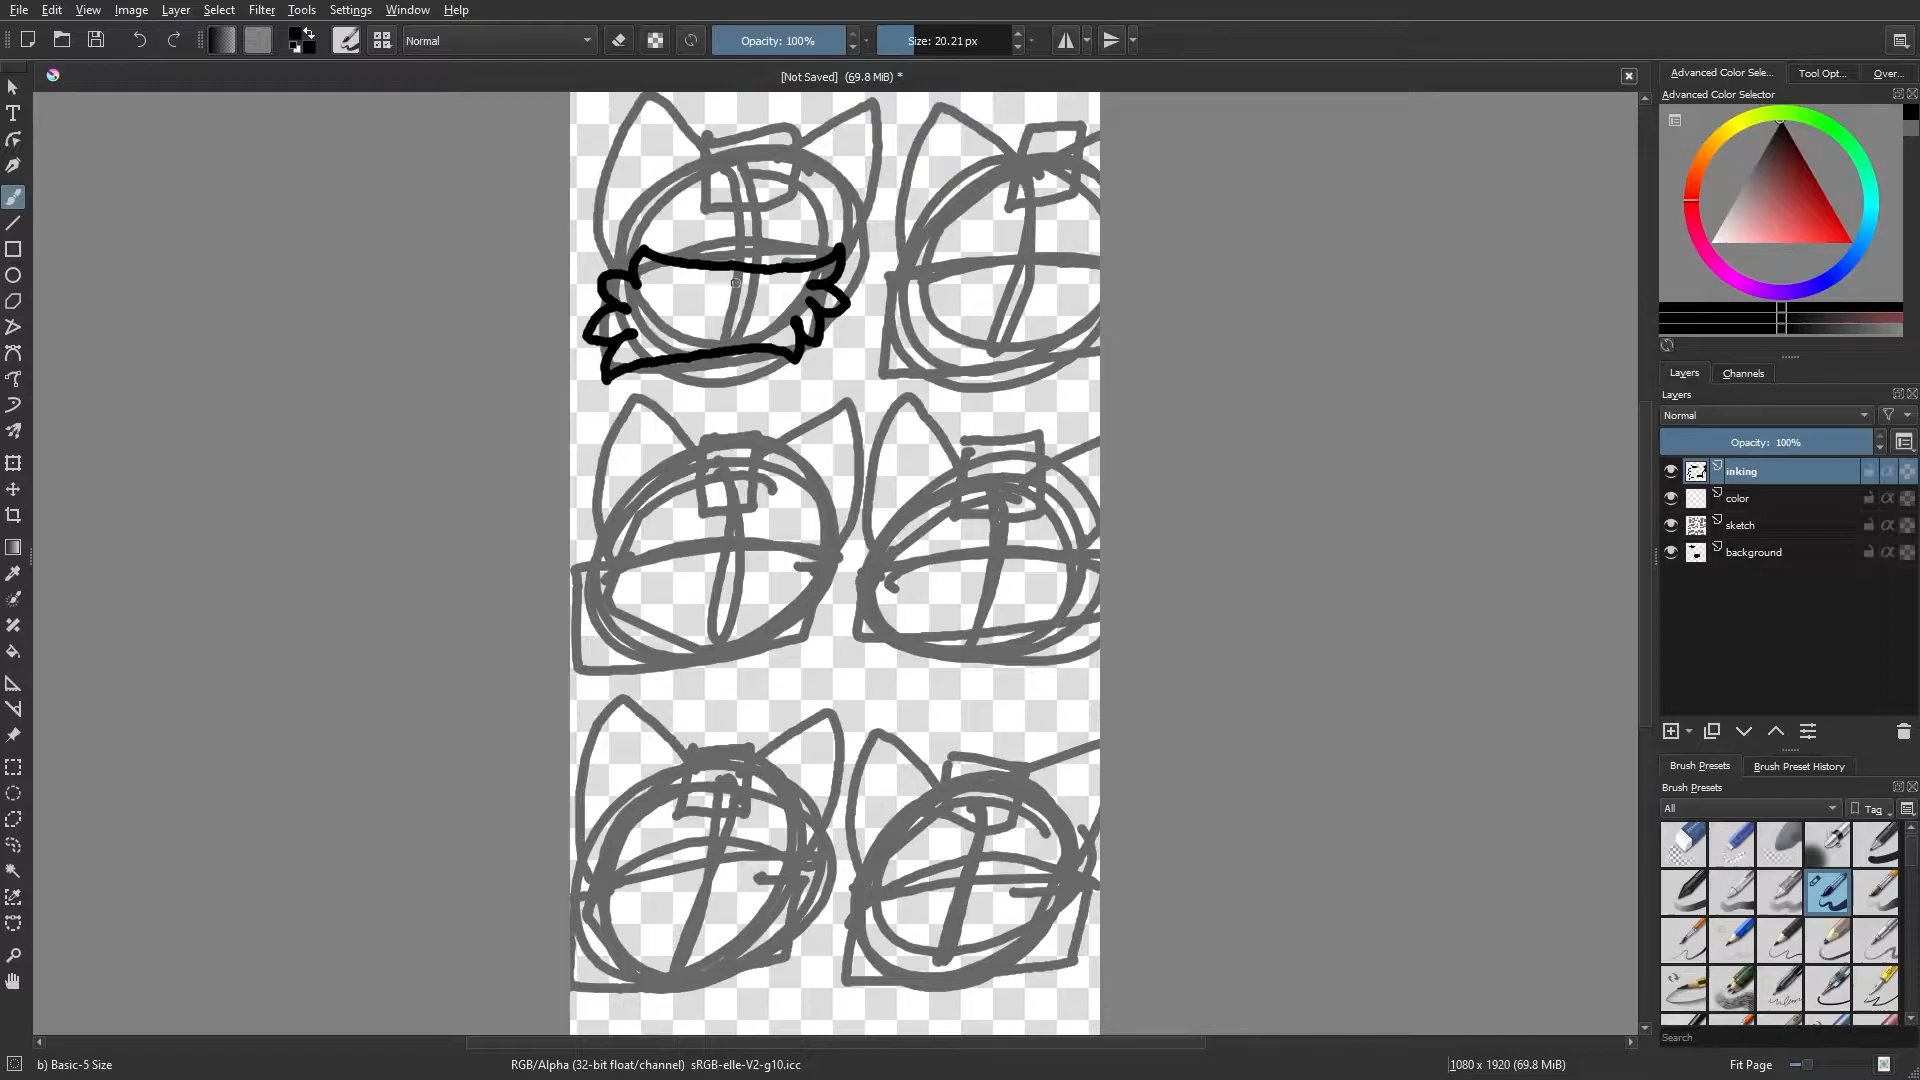 File Edit View Image Layer Select Filter Tools Settings Window Help
Normal Opacity: 100% Size: 20.21 px
[Not Saved] (69.8 MiB) *
Advanced Color Sele... Tool Opt... Over...
Advanced Color Selector
Layers Channels
Layers
Normal
Opacity: 100%
inking
color
sketch
background
Brush Presets Brush Preset History
Brush Presets
All Tag
Search
b) Basic-5 Size RGB/Alpha (32-bit float/channel) sRGB-elle-V2-g10.icc 1080 x 1920 (69.8 MiB) Fit Page